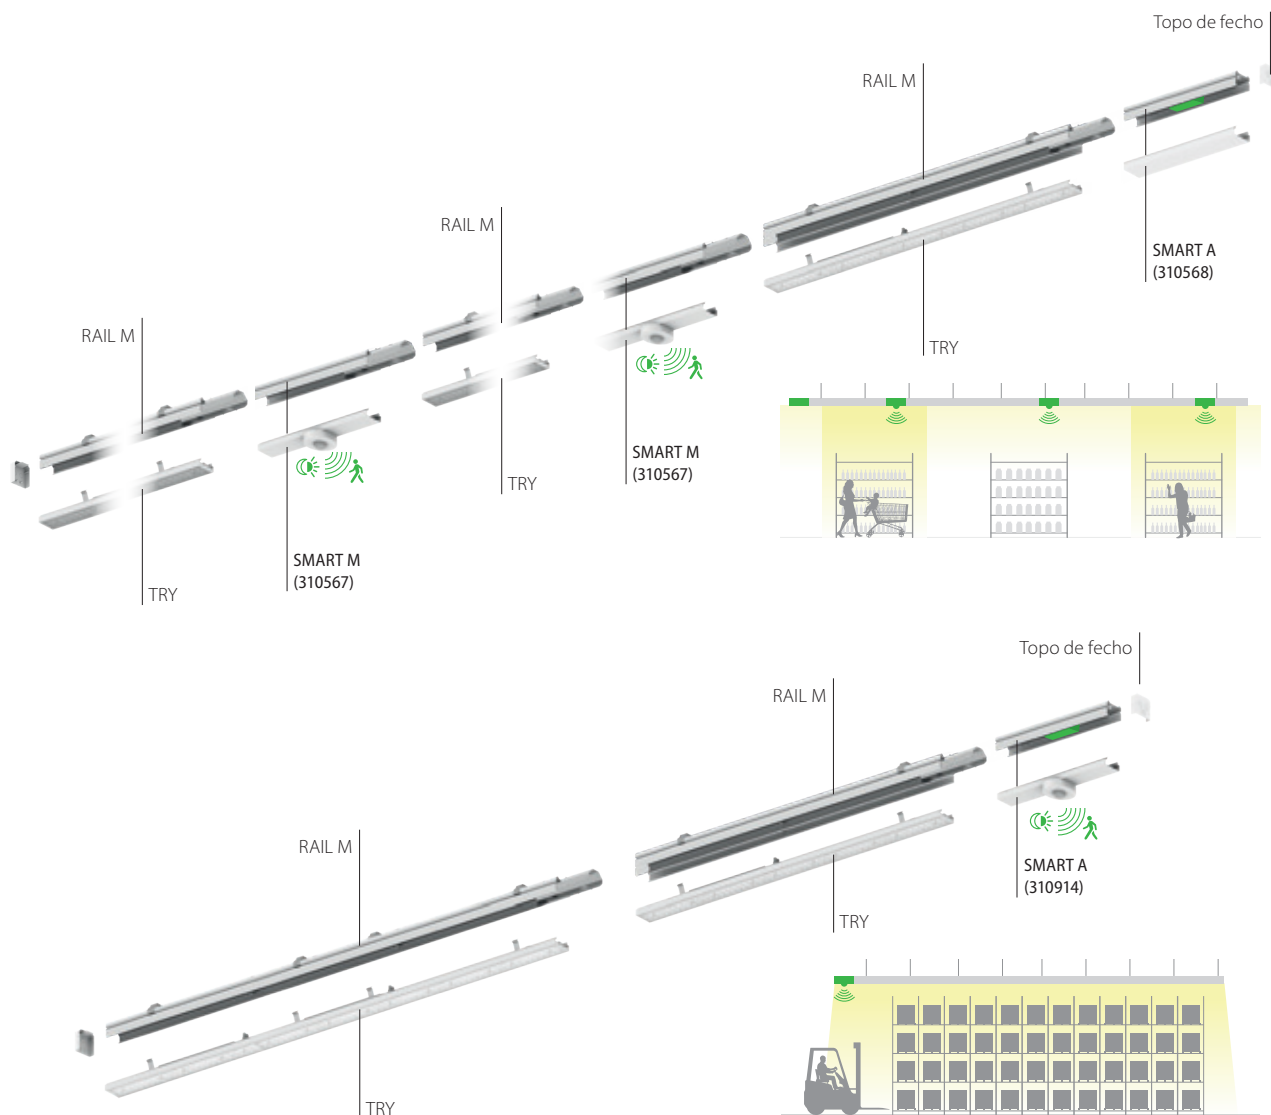 Topo de fecho
RAIL M
SMART A
(310568)
RAIL M
TRY
RAIL M
SMART M
(310567)
TRY
SMART M
(310567)
TRY
Topo de fecho
RAIL M
SMART A
(310914)
RAIL M
TRY
TRY